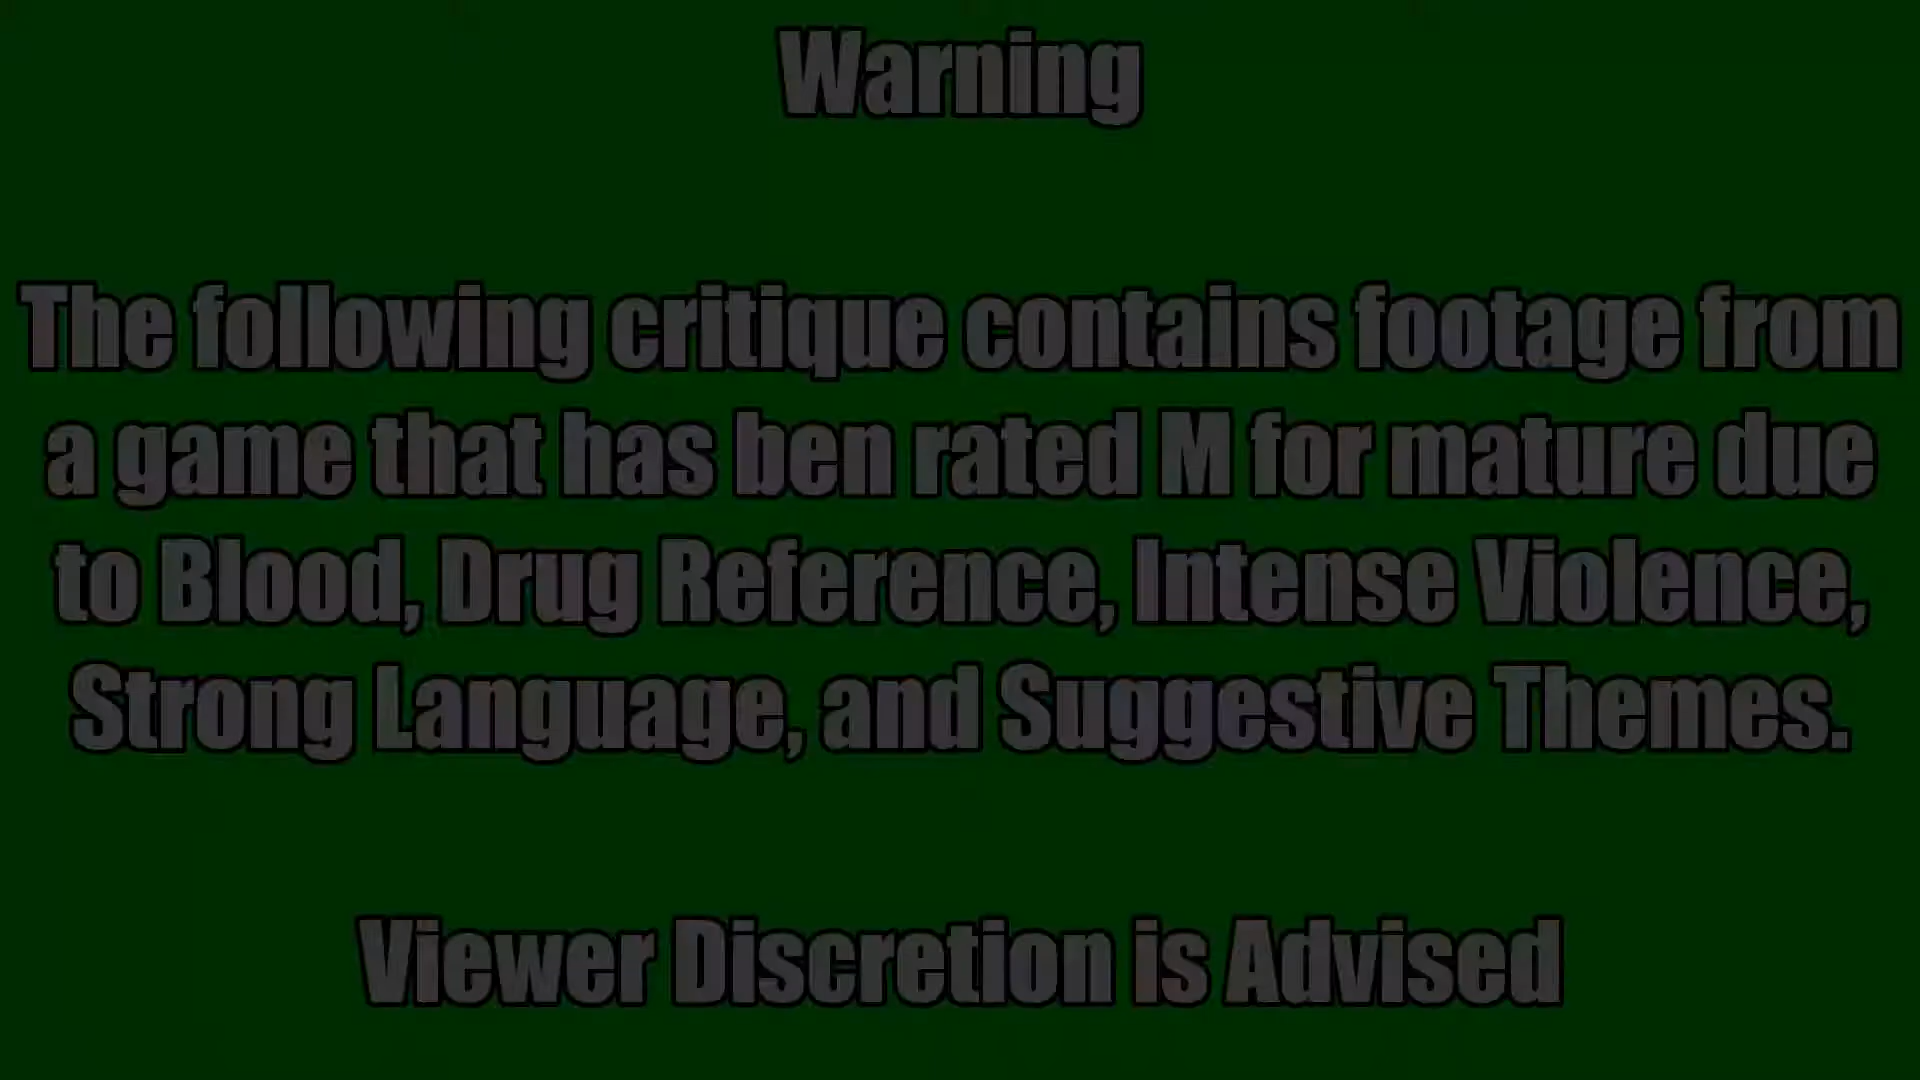 Warning
The following critique contains footage from
a game that has ben rated M for mature due
to Blood, Drug Reference, Intense Violence,
Strong Language, and Suggestive Themes.
Viewer Discretion is Advised